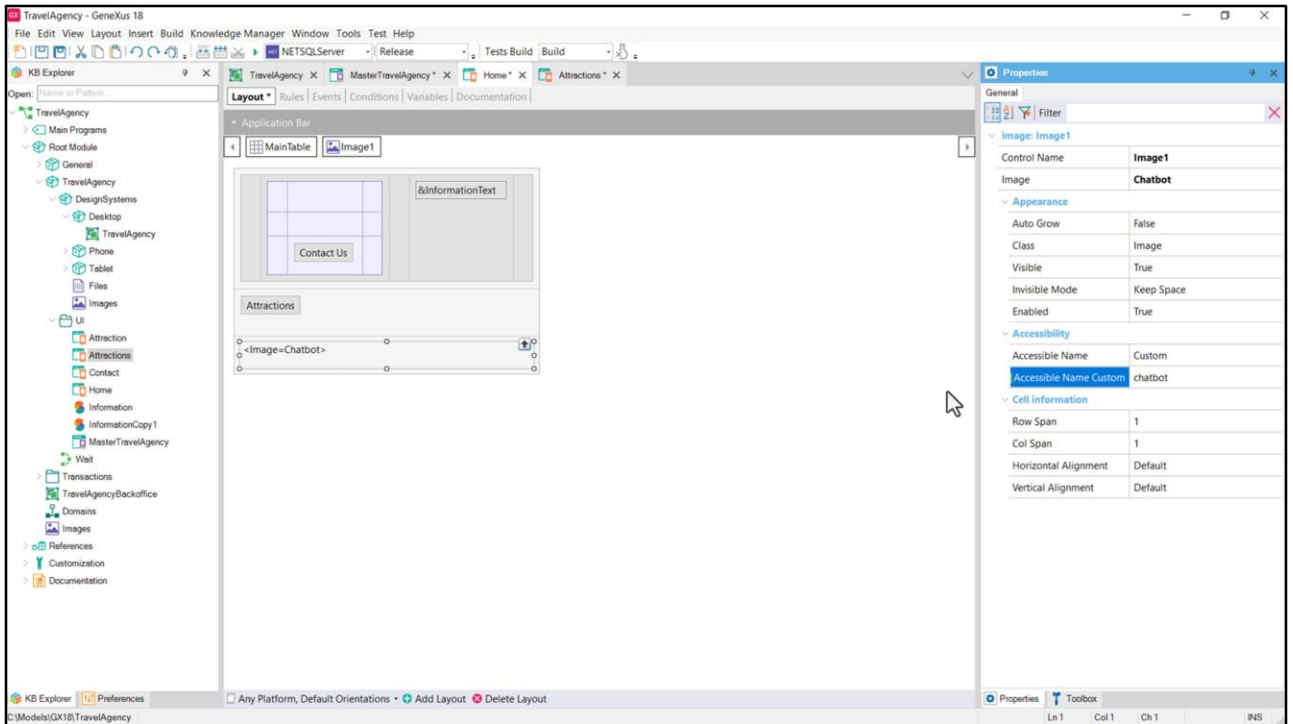 GX TravelAgency - GeneXus 18
File Edit View Layout Insert Build Knowledge Manager Window Tools Test Help
NETSQLServer Release Tests Build Build
KB Explorer
Open: Name or Pattern...
TravelAgency
Main Programs
Root Module
General
TravelAgency
DesignSystems
Desktop
TravelAgency
Phone
Tablet
Files
Images
UI
Attraction
Attractions
Contact
Home
Information
InformationCopy1
MasterTravelAgency
Wait
Transactions
TravelAgencyBackoffice
Domains
Images
References
Customization
Documentation
KB Explorer Preferences
C:\Models\GX18\TravelAgency
TravelAgency X MasterTravelAgency * X Home * X Attractions * X
Layout * Rules Events Conditions Variables Documentation
Application Bar
MainTable Image1
&InformationText
Contact Us
Attractions
<Image=Chatbot>
Any Platform, Default Orientations Add Layout Delete Layout
Properties
General
Filter
image: Image1
Control Name Image1
Image Chatbot
Appearance
Auto Grow False
Class Image
Visible True
Invisible Mode Keep Space
Enabled True
Accessibility
Accessible Name Custom
Accessible Name Custom chatbot
Cell information
Row Span 1
Col Span 1
Horizontal Alignment Default
Vertical Alignment Default
Properties Toolbox
Ln 1 Col 1 Ch 1 INS